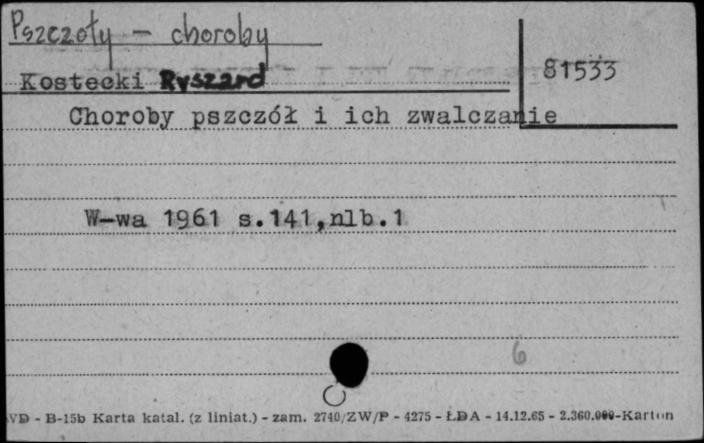 Pszczoły - choroby
81533
Kostecki Ryszard
Choroby pszczół i ich zwalczanie
W-wa 1961 s.141,nlb.1
6
WD - B-15b Karta katal. (z liniat.) - zam. 2740/ZW/P - 4275 - ŁDA - 14.12.65 - 2.360.000-Karton